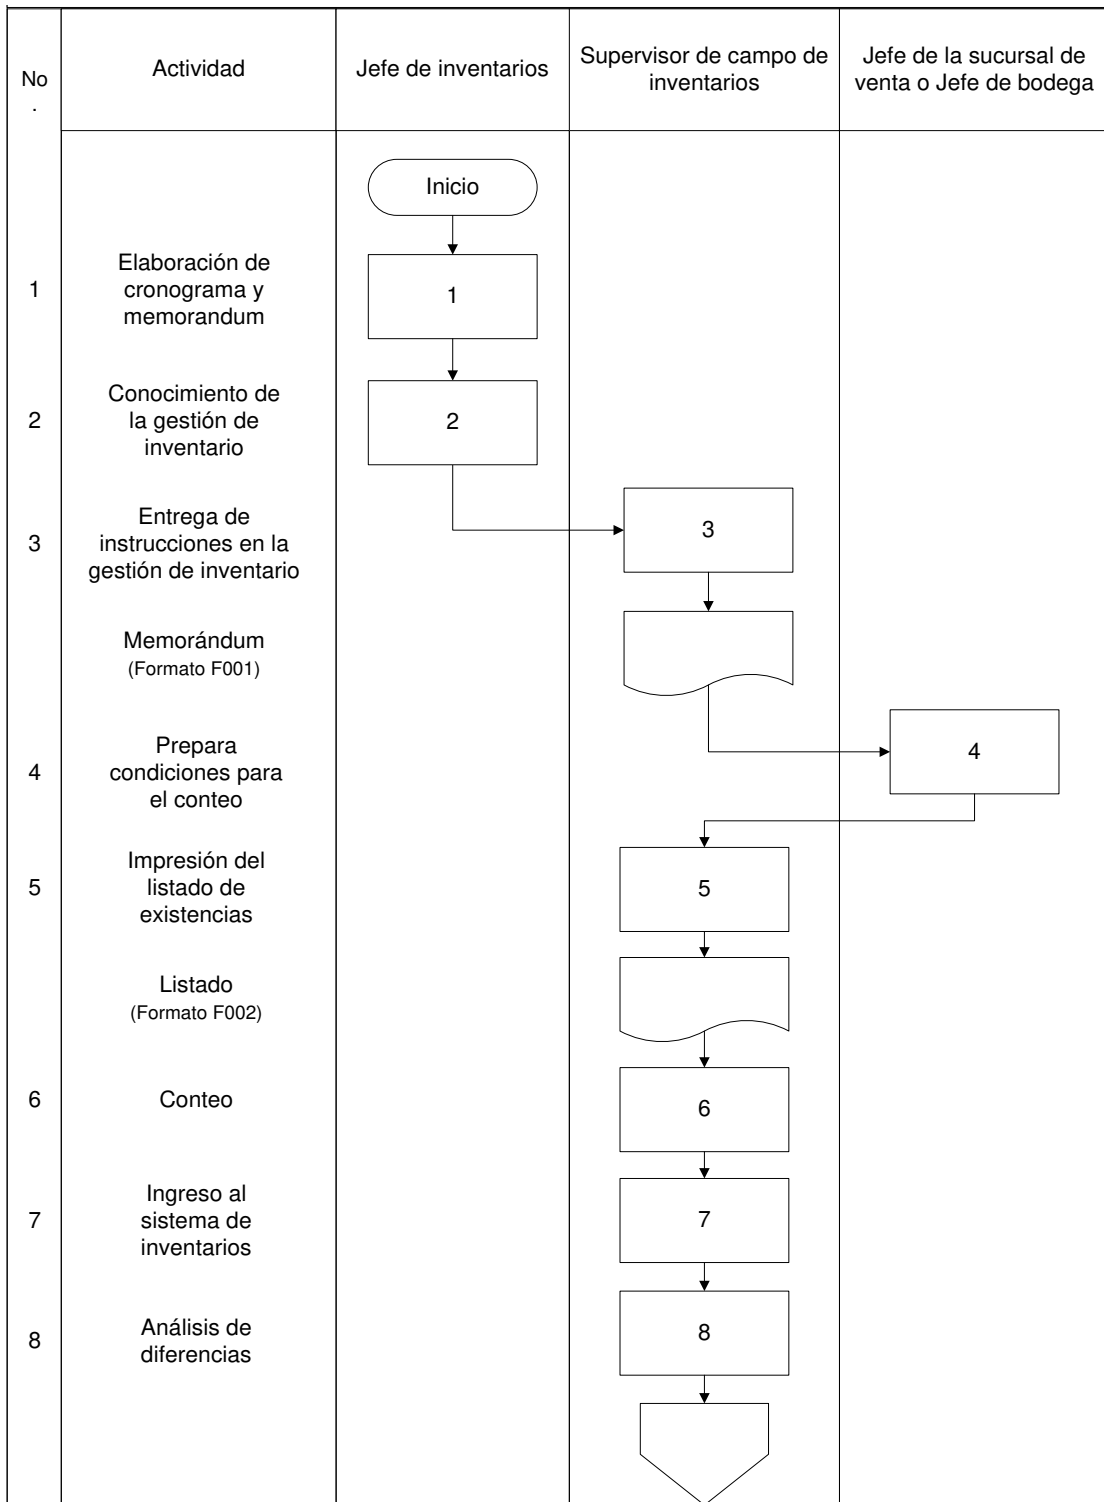 No
.
Actividad
Jefe de inventarios
Supervisor de campo de
inventarios
Jefe de la sucursal de
venta o Jefe de bodega
Inicio
1
Elaboración de
cronograma y
memorandum
1
2
Conocimiento de
la gestión de
inventario
2
3
Entrega de
instrucciones en la
gestión de inventario
3
Memorándum
(Formato F001)
4
Prepara
condiciones para
el conteo
4
5
Impresión del
listado de
existencias
5
Listado
(Formato F002)
6
Conteo
6
7
Ingreso al
sistema de
inventarios
7
8
Análisis de
diferencias
8